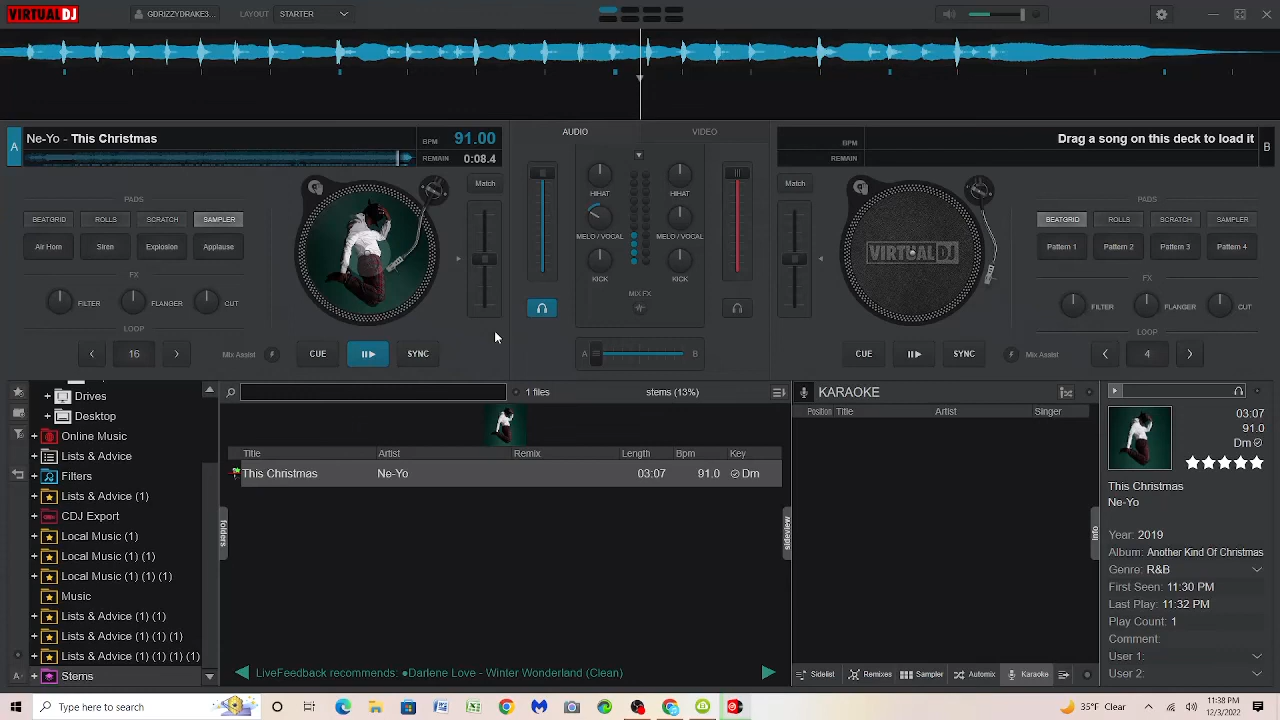 VIRTUAL DJ
GDRIZZYDRAKE3...
LAYOUT STARTER
A
Ne-Yo - This Christmas
BPM 91.00
REMAIN 0:08.4
AUDIO
VIDEO
BPM
REMAIN
Drag a song on this deck to load it
B
PADS
BEATGRID ROLLS SCRATCH SAMPLER
Air Horn Siren Explosion Applause
FX
FILTER FLANGER CUT
LOOP
16
Mix Assist
CUE
SYNC
Match
HIHAT
MELO / VOCAL
KICK
HIHAT
MELO / VOCAL
KICK
MIX FX
A
B
Match
VIRTUAL DJ
CUE
SYNC
PADS
BEATGRID ROLLS SCRATCH SAMPLER
Pattern 1 Pattern 2 Pattern 3 Pattern 4
FX
FILTER FLANGER CUT
LOOP
Mix Assist
4
Drives
Desktop
Online Music
Lists & Advice
Filters
Lists & Advice (1)
CDJ Export
Local Music (1)
Local Music (1) (1)
Local Music (1) (1)
Music
Lists & Advice (1) (1)
Lists & Advice (1) (1) (1)
Lists & Advice (1) (1) (1) (1)
Stems
A
folders
1 files
stems (13%)
Title Artist Remix Length Bpm Key
This Christmas Ne-Yo 03:07 91.0 Dm
LiveFeedback recommends: ●Darlene Love - Winter Wonderland (Clean)
sideview
KARAOKE
Position Title Artist Singer
Sidelist Remixes Sampler Automix Karaoke
info
03:07
91.0
Dm
This Christmas
Ne-Yo
Year: 2019
Album: Another Kind Of Christmas
Genre: R&B
First Seen: 11:30 PM
Last Play: 11:32 PM
Play Count: 1
Comment:
User 1:
User 2:
Type here to search
33°F Clear
11:38 PM